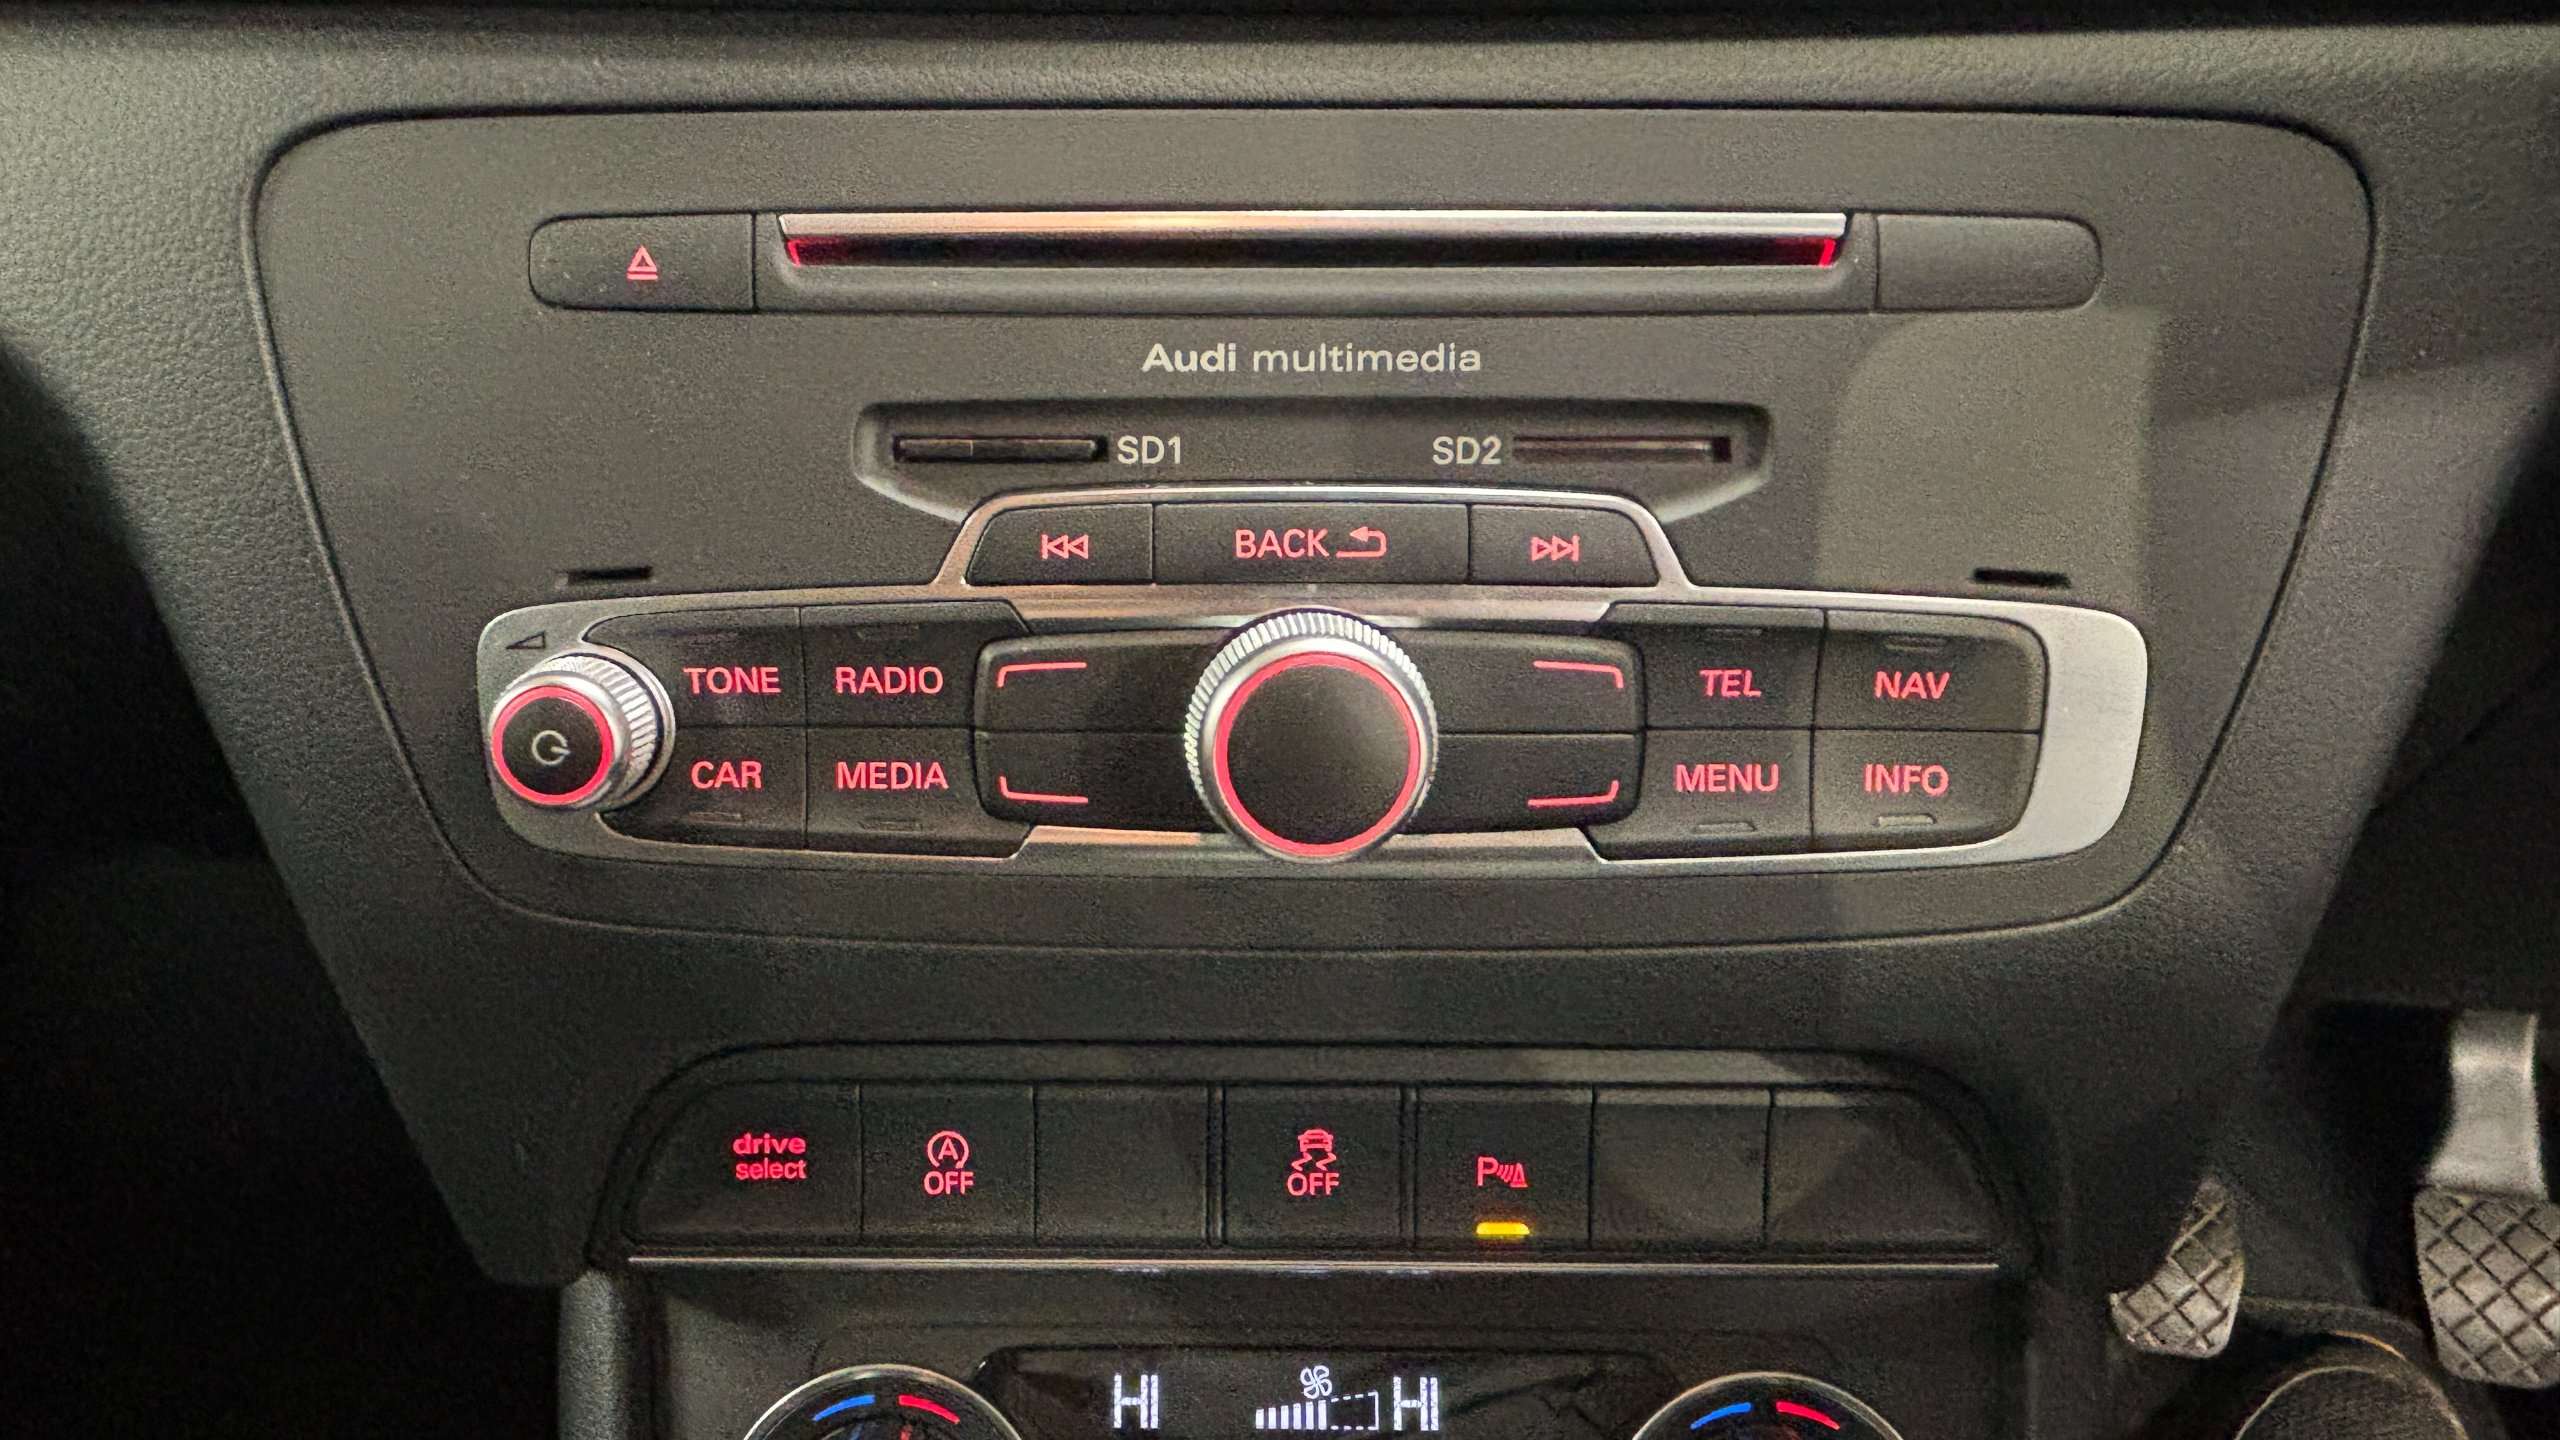 Audi multimedia
SD1 SD2
BACK
TONE RADIO TEL NAV
CAR MEDIA MENU INFO
drive
select
A
OFF
OFF
P
HI HI